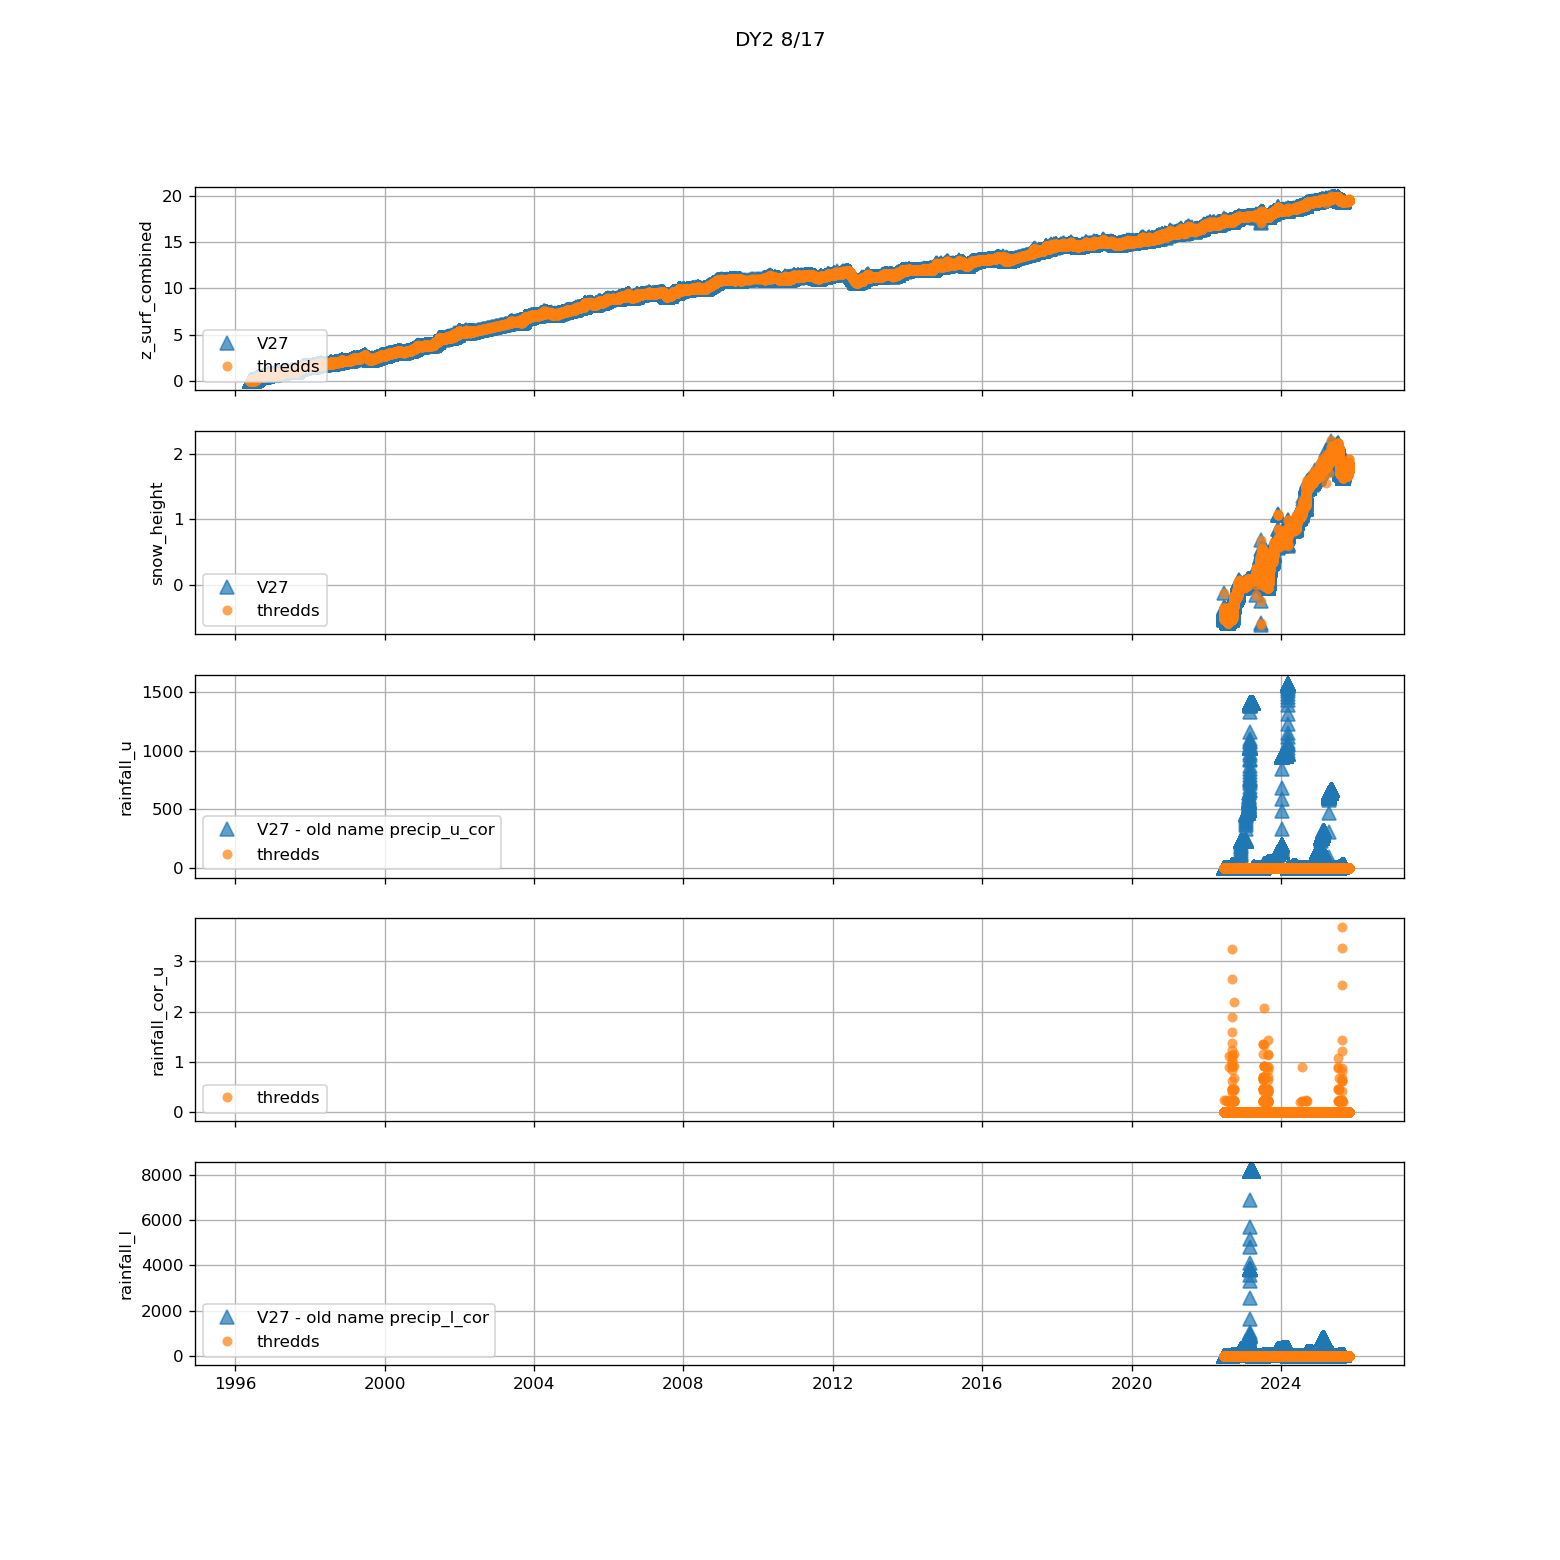 DY2 8/17
20
15
10
5
0
z_surf_combined
V27
thredds
2
1
0
snow_height
V27
thredds
1500
1000
500
0
rainfall_u
V27 - old name precip_u_cor
thredds
3
2
1
0
rainfall_cor_u
thredds
8000
6000
4000
2000
0
rainfall_l
V27 - old name precip_l_cor
thredds
1996 2000 2004 2008 2012 2016 2020 2024